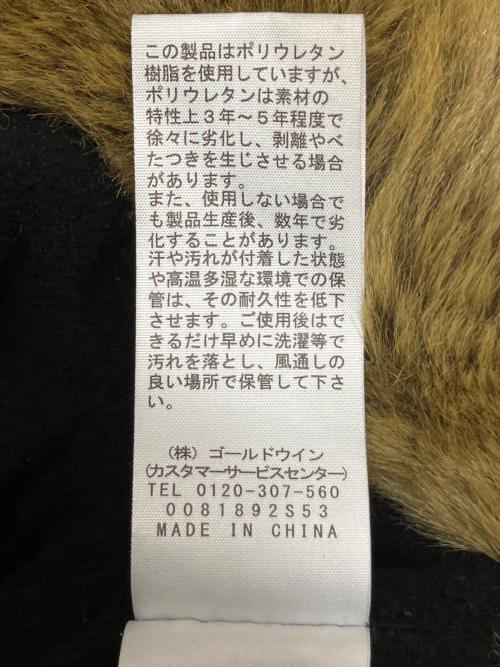 この製品はポリウレタン
樹脂を使用していますが、
ポリウレタンは素材の
特性上３年～５年程度で
徐々に劣化し、剥離やべ
たつきを生じさせる場合
があります。
また、使用しない場合で
も製品生産後、数年で劣
化することがあります。
汗や汚れが付着した状態
や高温多湿な環境での保
管は、その耐久性を低下
させます。ご使用後はで
きるだけ早めに洗濯等で
汚れを落とし、風通しの
良い場所で保管して下さ
い。
（株）ゴールドウイン
(カスタマーサービスセンター)
TEL 0120-307-560
0081892S53
MADE IN CHINA